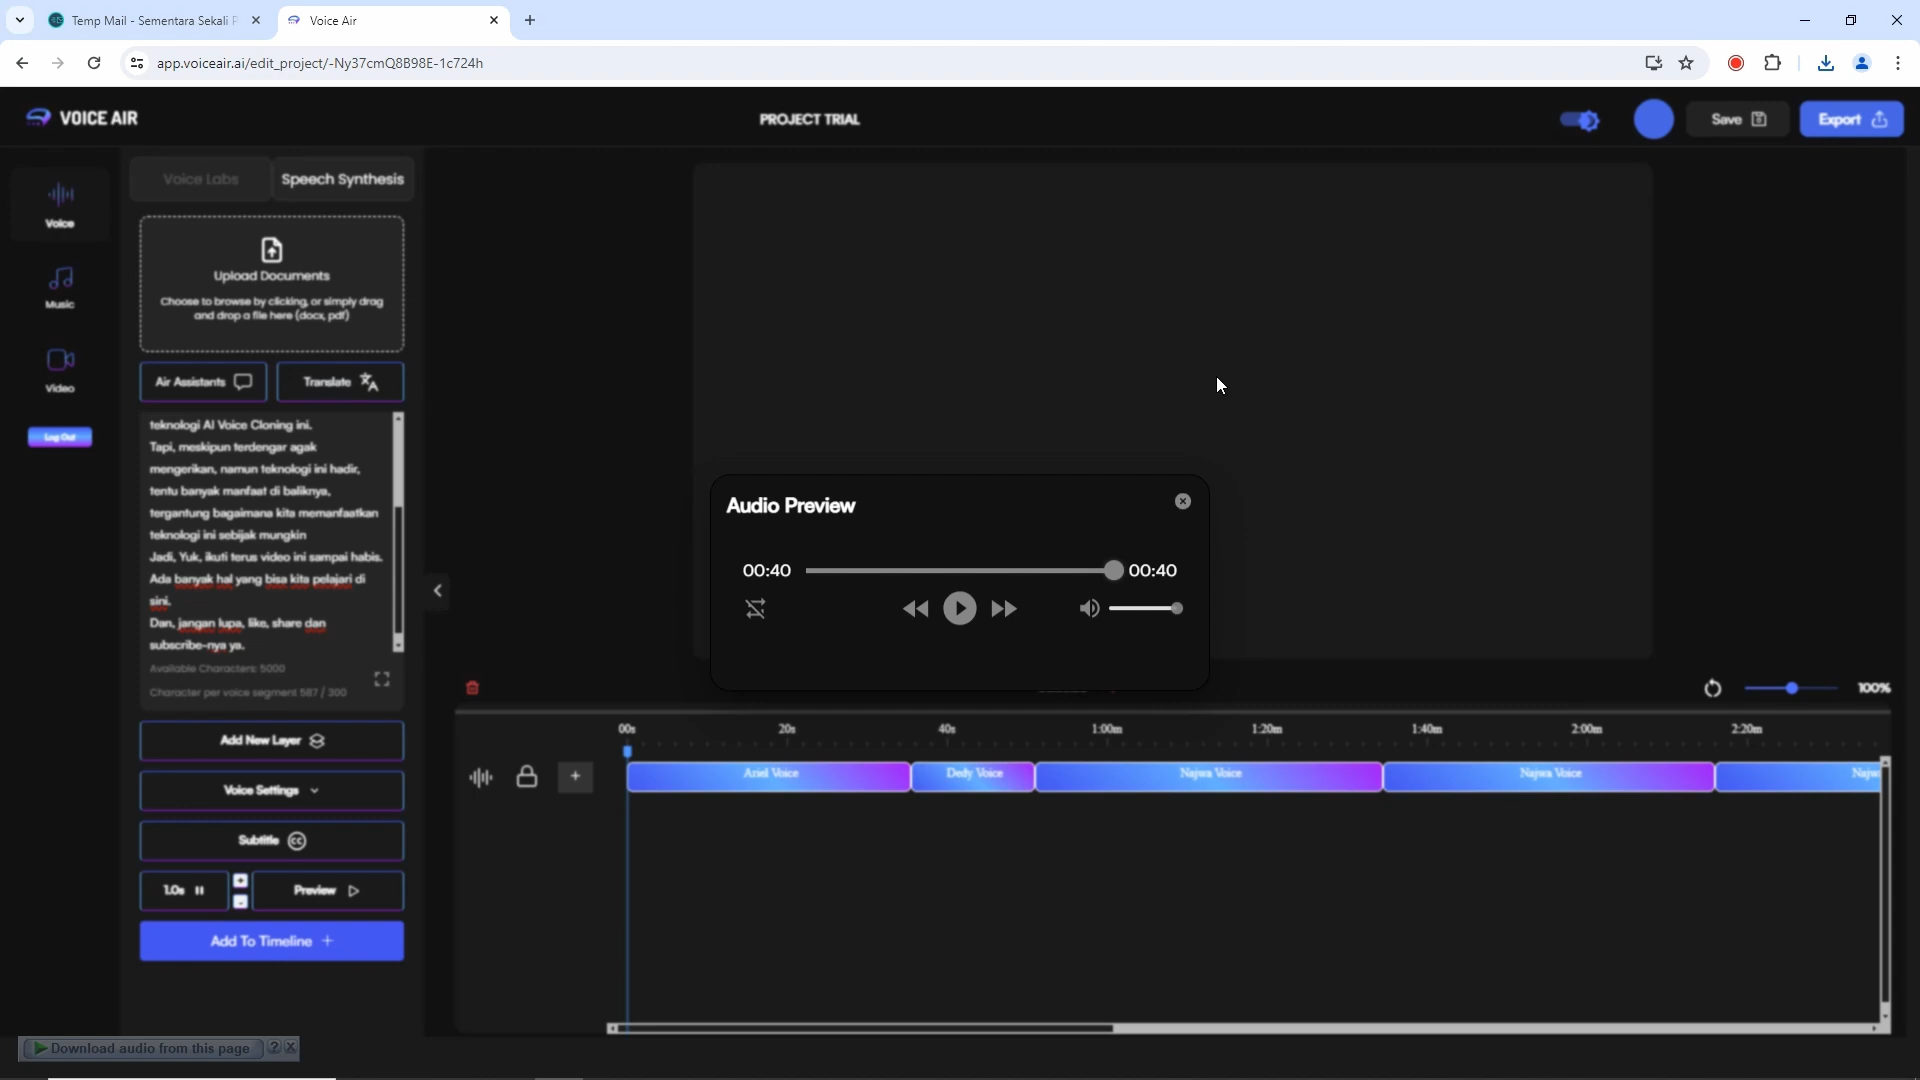 Temp Mail - Sementara Sekali P
Voice Air
app.voiceair.ai/edit_project/-Ny37cmQ8B98E-1c724h
VOICE AIR
PROJECT TRIAL
Save
Export
Voice
Music
Video
Log Out
Voice Labs
Speech Synthesis
Upload Documents
Choose to browse by clicking, or simply drag
and drop a file here (docx, pdf)
Air Assistants
Translate
teknologi AI Voice Cloning ini.
Tapi, meskipun terdengar agak
mengerikan, namun teknologi ini hadir,
tentu banyak manfaat di baliknya,
tergantung bagaimana kita memanfaatkan
teknologi ini sebijak mungkin
Jadi, Yuk, ikuti terus video ini sampai habis.
Ada banyak hal yang bisa kita pelajari di
sini.
Dan, jangan lupa, like, share dan
subscribe-nya ya.
Available Characters: 5000
Character per voice segment 587 / 300
Add New Layer
Voice Settings
Subtitle
1.0s
Preview
Add To Timeline +
Audio Preview
00:40
00:40
100%
00s
20s
40s
1:00m
1:20m
1:40m
2:00m
2:20m
Ariel Voice
Dedy Voice
Najwa Voice
Najwa Voice
Najw
Download audio from this page